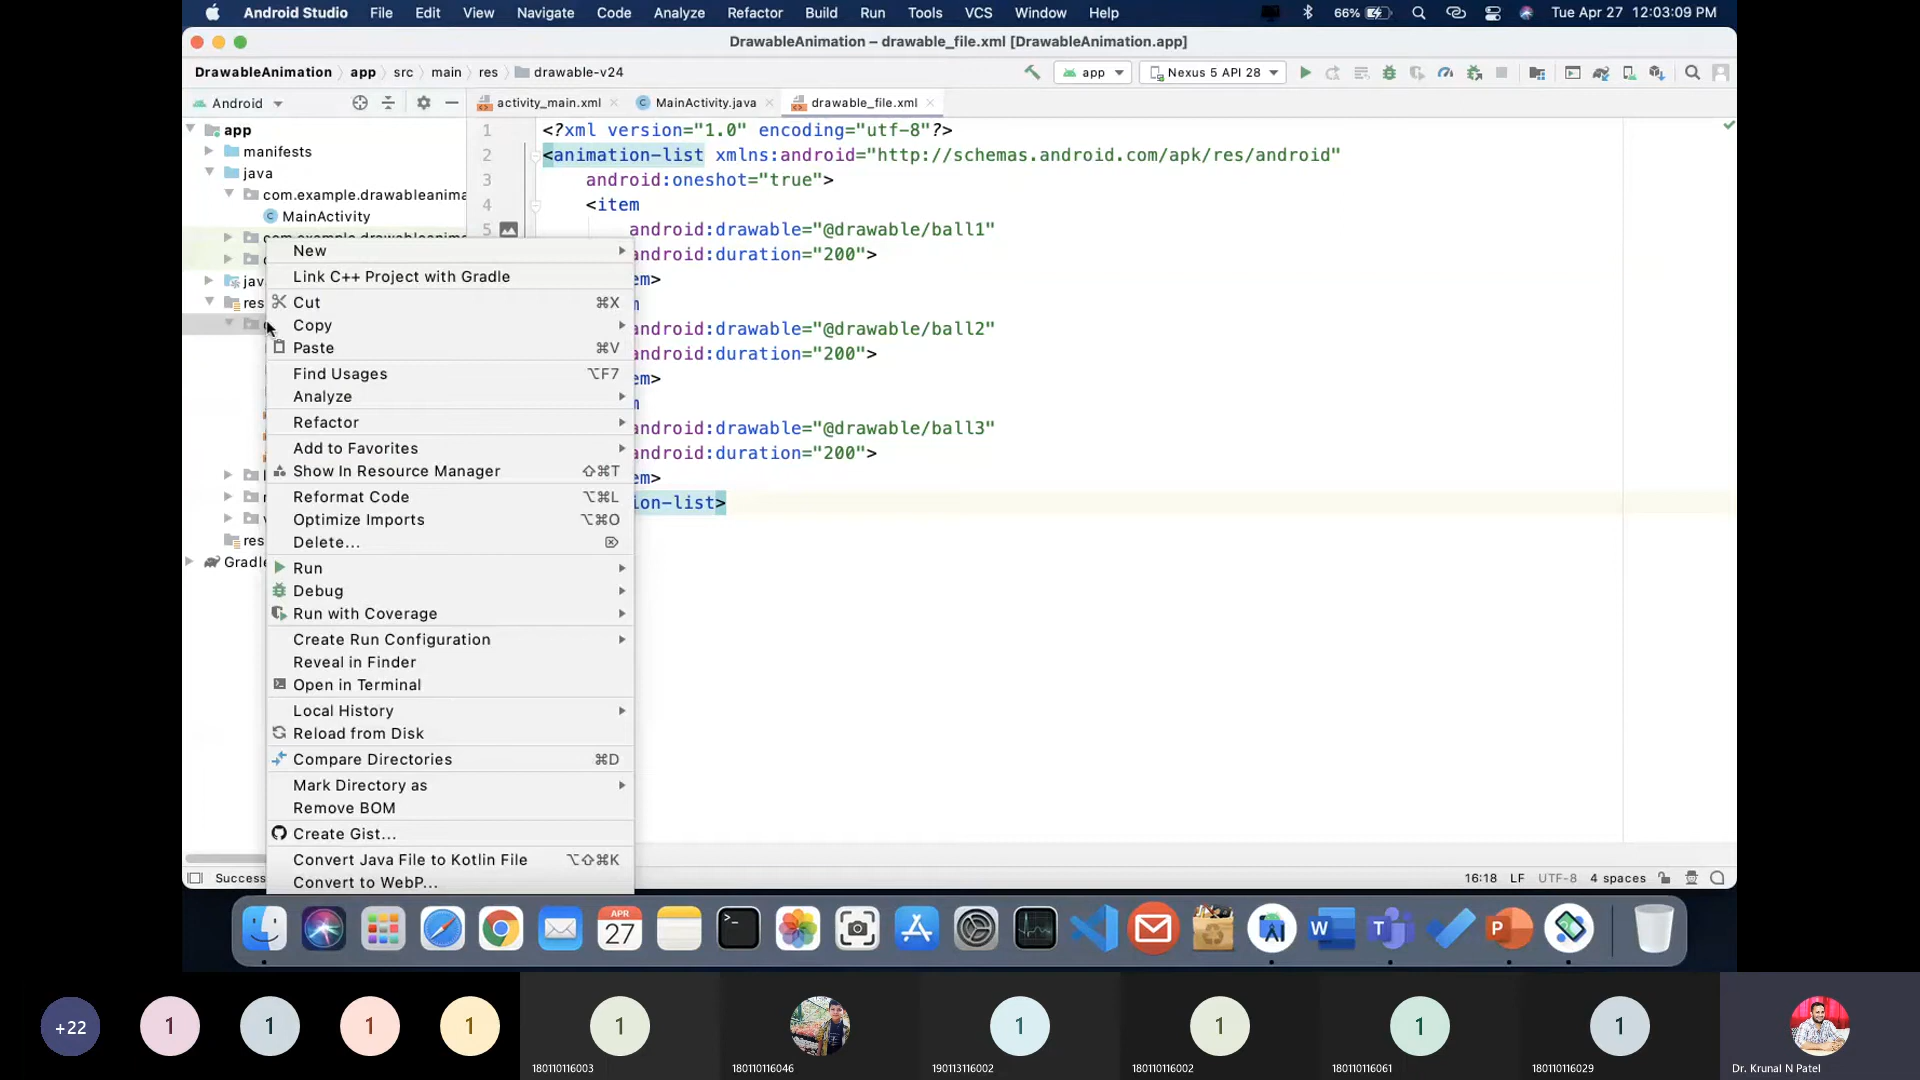 Android Studio File Edit View Navigate Code Analyze Refactor Build Run Tools VCS Window Help 66% Tue Apr 27 12:03:09 PM
DrawableAnimation – drawable_file.xml [DrawableAnimation.app]
DrawableAnimation app src main res drawable-v24 app Nexus 5 API 28
Android activity_main.xml MainActivity.java drawable_file.xml
app
manifests
java
com.example.drawableanima
MainActivity
com.example.drawableanima
jav
res
res
Gradle
1 <?xml version="1.0" encoding="utf-8"?>
2 <animation-list xmlns:android="http://schemas.android.com/apk/res/android"
3 android:oneshot="true">
4 <item
5 android:drawable="@drawable/ball1"
android:duration="200">
em>
android:drawable="@drawable/ball2"
android:duration="200">
em>
android:drawable="@drawable/ball3"
android:duration="200">
em>
ion-list>
New
Link C++ Project with Gradle
Cut ⌘X
Copy
Paste ⌘V
Find Usages ⌥F7
Analyze
Refactor
Add to Favorites
Show In Resource Manager ⇧⌘T
Reformat Code ⌥⌘L
Optimize Imports ⌥⌘O
Delete... ⌦
Run
Debug
Run with Coverage
Create Run Configuration
Reveal in Finder
Open in Terminal
Local History
Reload from Disk
Compare Directories ⌘D
Mark Directory as
Remove BOM
Create Gist...
Convert Java File to Kotlin File ⌥⇧⌘K
Convert to WebP...
Success 16:18 LF UTF-8 4 spaces
APR
27
W
P
+22 1 1 1 1 1 1 1 1 1
180110116003 180110116046 190113116002 180110116002 180110116061 180110116029 Dr. Krunal N Patel